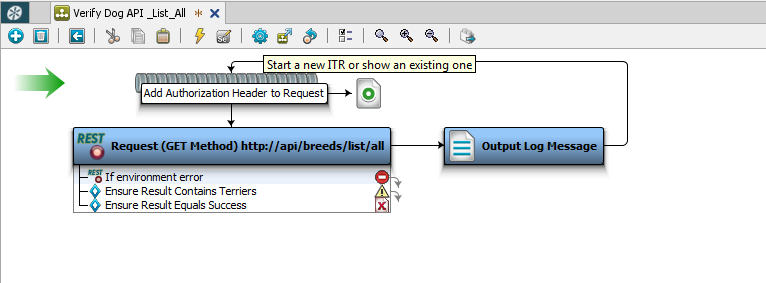 Verify Dog API _List_All
Start a new ITR or show an existing one
Add Authorization Header to Request
REST
Request (GET Method) http://api/breeds/list/all
Output Log Message
REST
If environment error
Ensure Result Contains Terriers
Ensure Result Equals Success